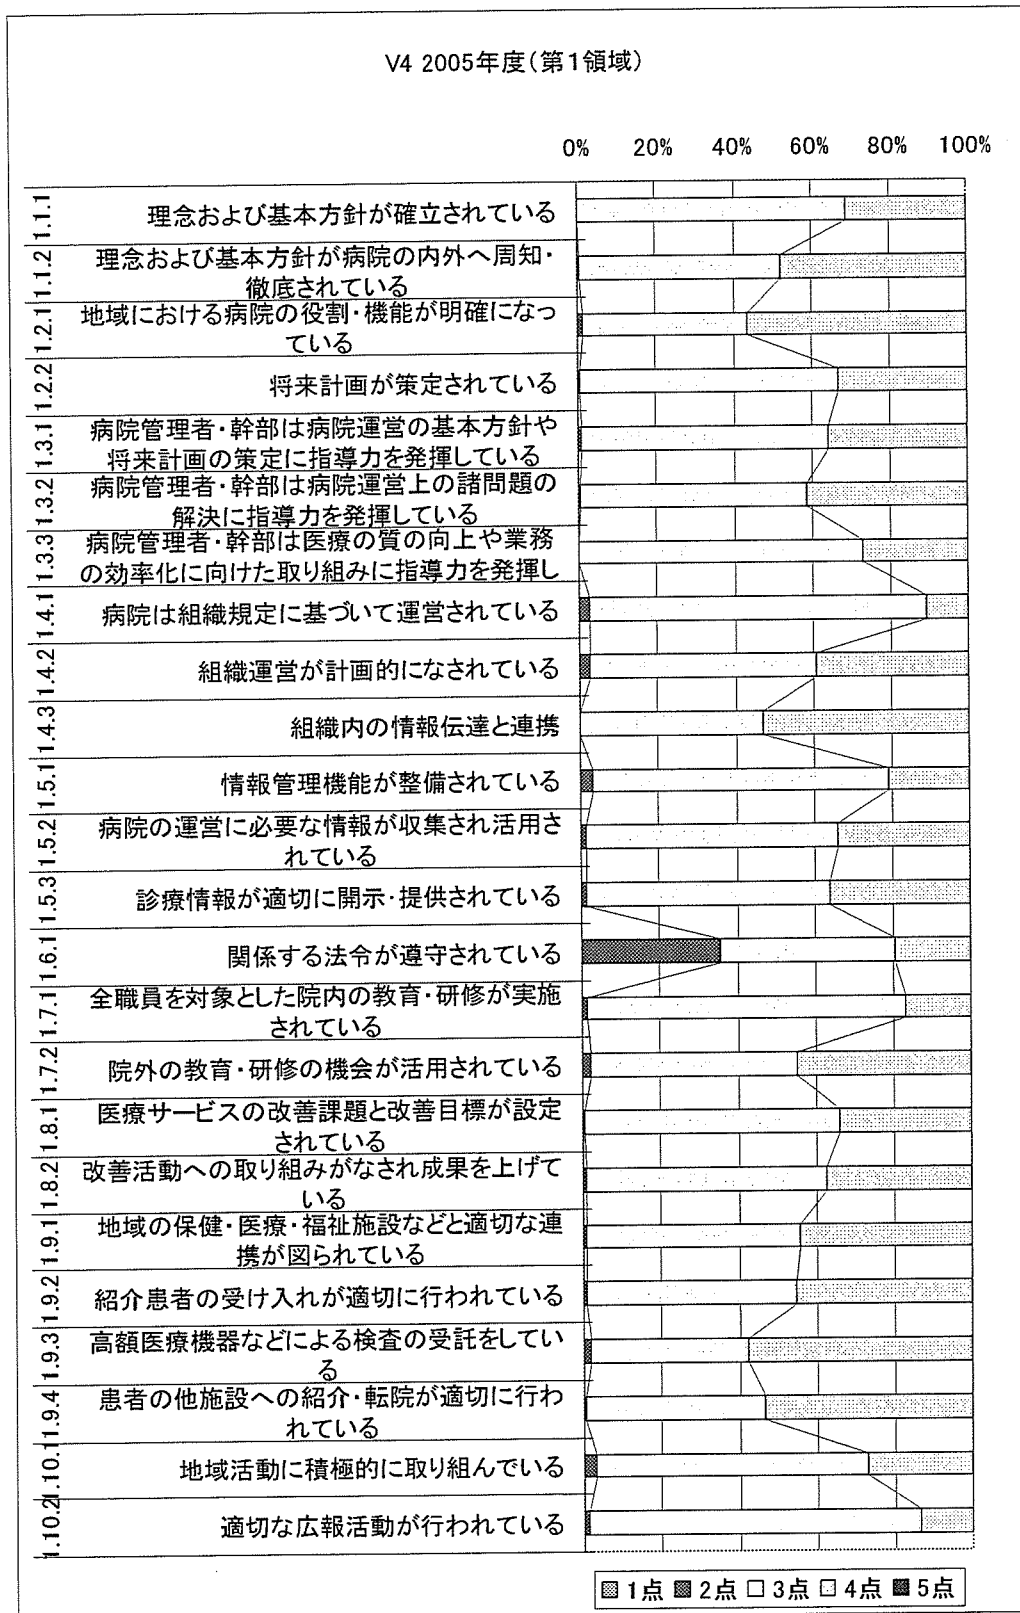 V4 2005年度(第1領域)
0% 20% 40% 60% 80% 100%
1.1.1 理念および基本方針が確立されている
1.1.2 理念および基本方針が病院の内外へ周知・
徹底されている
1.2.1 地域における病院の役割・機能が明確になっ
ている
1.2.2 将来計画が策定されている
1.3.1 病院管理者・幹部は病院運営の基本方針や
将来計画の策定に指導力を発揮している
1.3.2 病院管理者・幹部は病院運営上の諸問題の
解決に指導力を発揮している
1.3.3 病院管理者・幹部は医療の質の向上や業務
の効率化に向けた取り組みに指導力を発揮し
1.4.1 病院は組織規定に基づいて運営されている
1.4.2 組織運営が計画的になされている
1.4.3 組織内の情報伝達と連携
1.5.1 情報管理機能が整備されている
1.5.2 病院の運営に必要な情報が収集され活用さ
れている
1.5.3 診療情報が適切に開示・提供されている
1.6.1 関係する法令が遵守されている
1.7.1 全職員を対象とした院内の教育・研修が実施
されている
1.7.2 院外の教育・研修の機会が活用されている
1.8.1 医療サービスの改善課題と改善目標が設定
されている
1.8.2 改善活動への取り組みがなされ成果を上げて
いる
1.9.1 地域の保健・医療・福祉施設などと適切な連
携が図られている
1.9.2 紹介患者の受け入れが適切に行われている
1.9.3 高額医療機器などによる検査の受託をしてい
る
1.9.4 患者の他施設への紹介・転院が適切に行わ
れている
1.10.1 地域活動に積極的に取り組んでいる
1.10.2 適切な広報活動が行われている
1点 2点 3点 4点 5点